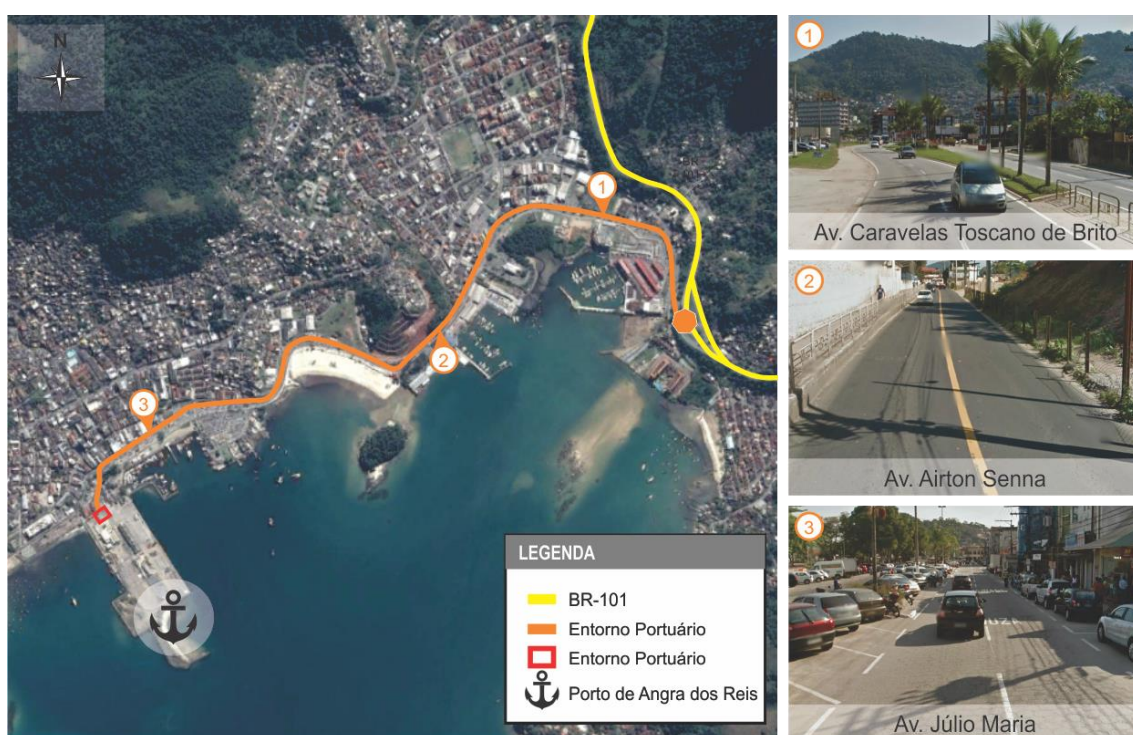 N
1
2
3
LEGENDA
BR-101
Entorno Portuário
Entorno Portuário
Porto de Angra dos Reis
1
Av. Caravelas Toscano de Brito
2
Av. Airton Senna
3
Av. Júlio Maria